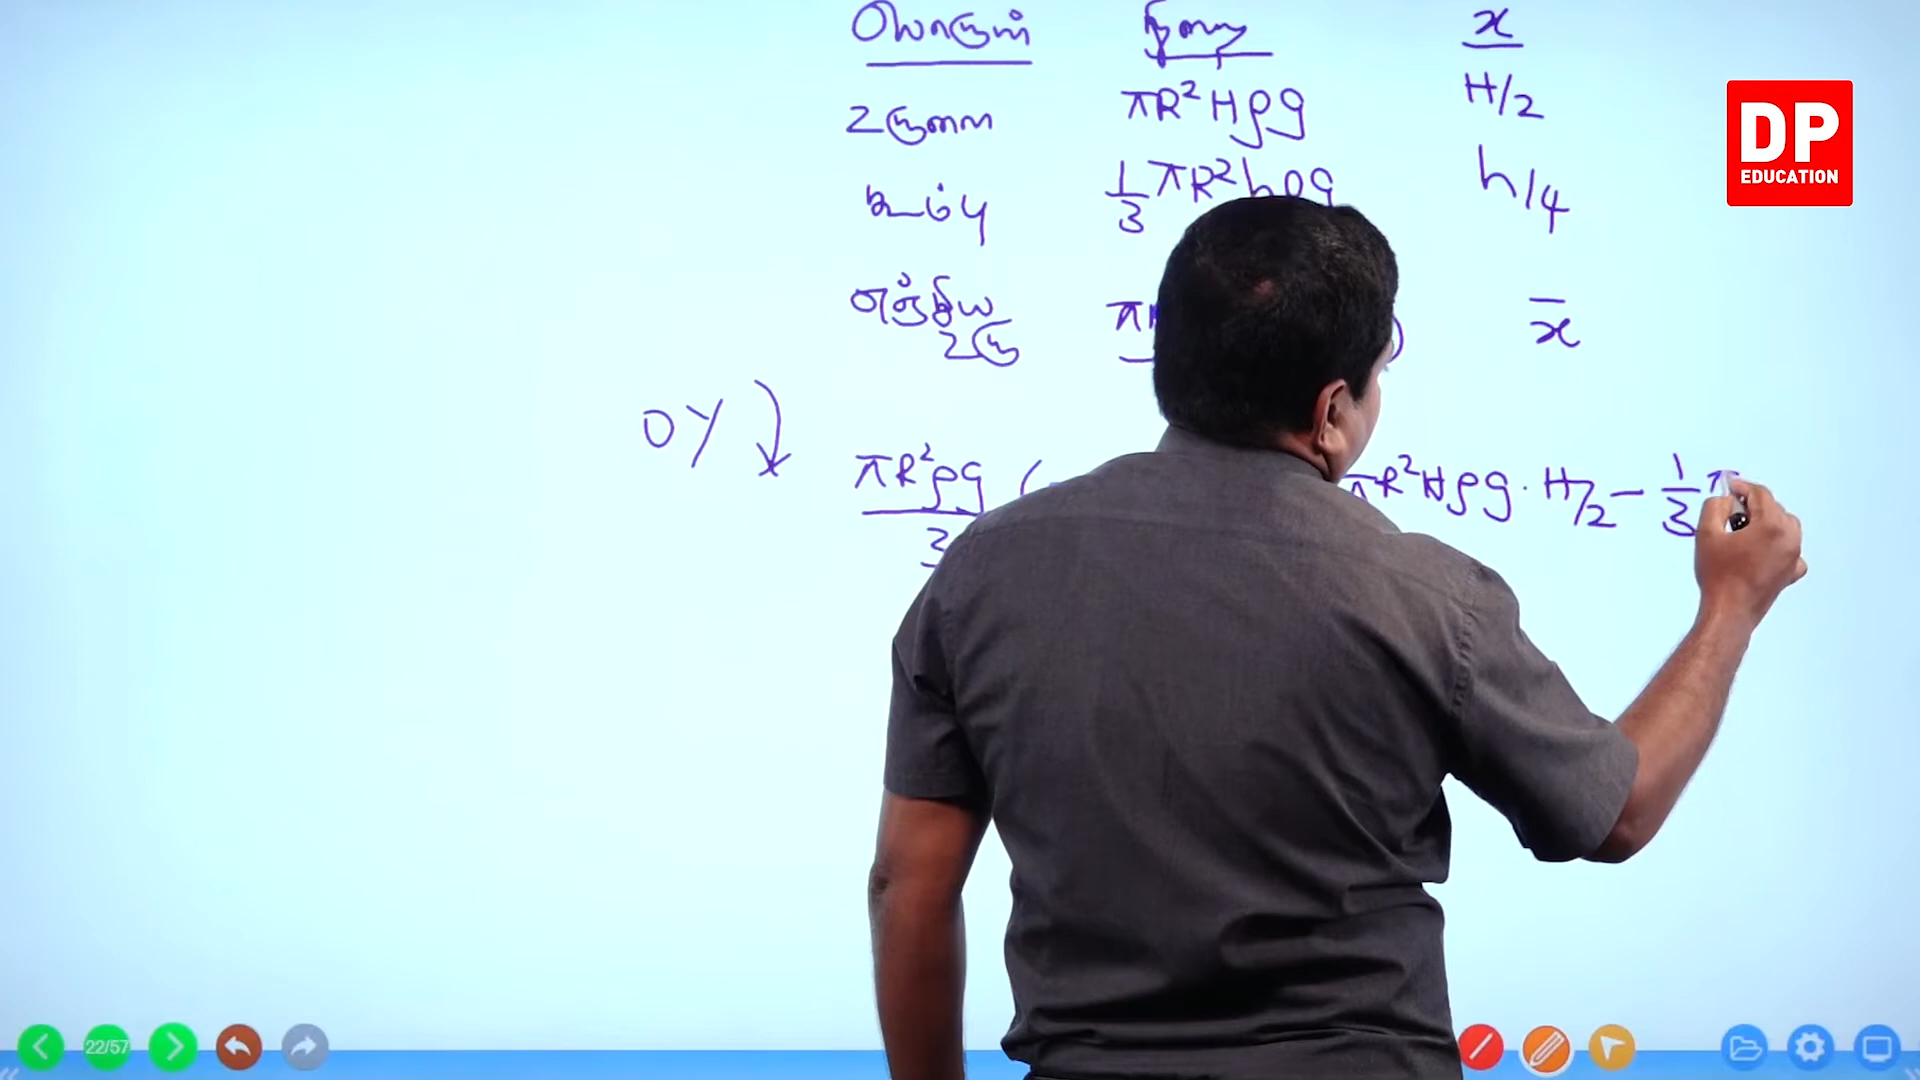 பொருள் நிறை x
உருளை πR²Hρg H/2
கூம்பு 1/3 πR²hρg h/4
எஞ்சிய உரு x̄
OY πR²ρg/3 ( πR²Hρg · H/2 - 1/3 π
DP
EDUCATION
22/57